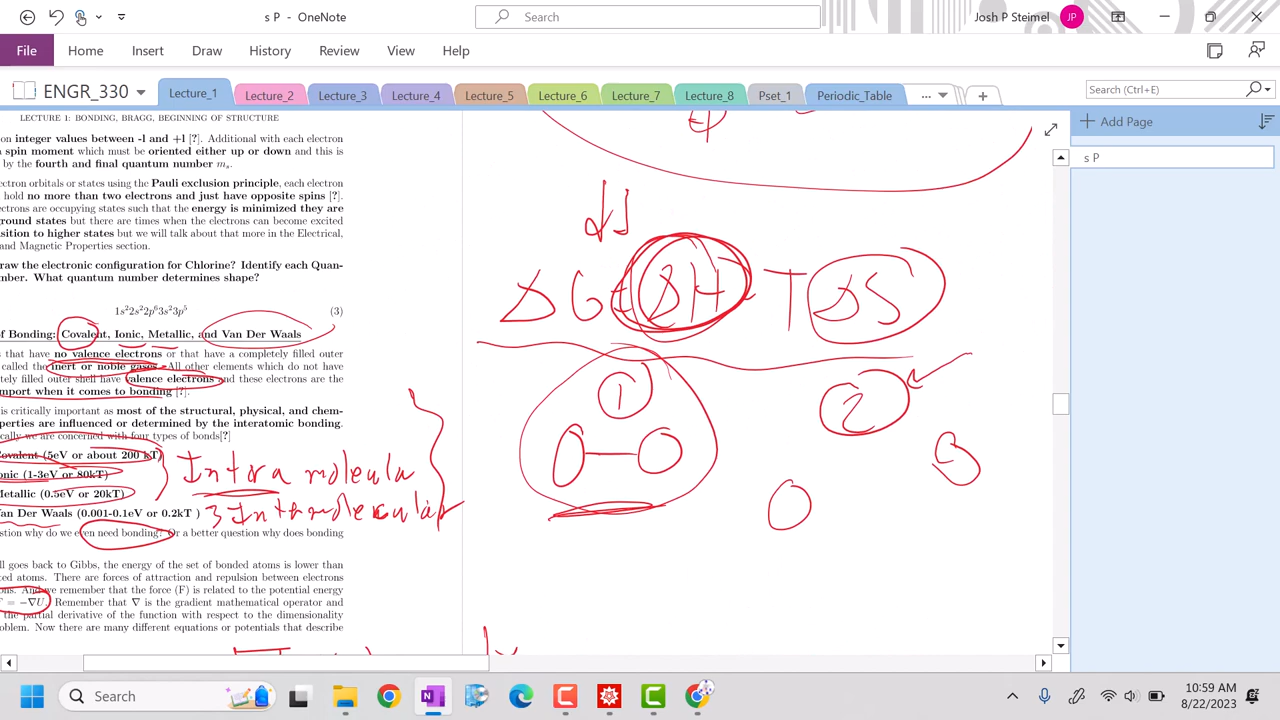 s P - OneNote
Search
Josh P Steimel
JP
File
Home
Insert
Draw
History
Review
View
Help
ENGR_330
Lecture_1
Lecture_2
Lecture_3
Lecture_4
Lecture_5
Lecture_6
Lecture_7
Lecture_8
Pset_1
Periodic_Table
...
Search (Ctrl+E)
Add Page
s P
LECTURE 1: BONDING, BRAGG, BEGINNING OF STRUCTURE
on integer values between -l and +l [?]. Additional with each electron
spin moment which must be oriented either up or down and this is
by the fourth and final quantum number mₛ.
ectron orbitals or states using the Pauli exclusion principle, each electron
hold no more than two electrons and just have opposite spins [?].
ectrons are occupying states such that the energy is minimized they are
ground states but there are times when the electrons can become excited
sition to higher states but we will talk about that more in the Electrical,
and Magnetic Properties section.
raw the electronic configuration for Chlorine? Identify each Quan-
mber. What quantum number determines shape?
1s²2s²2p⁶3s²3p⁵ (3)
of Bonding: Covalent, Ionic, Metallic, and Van Der Waals
s that have no valence electrons or that have a completely filled outer
called the inert or noble gases. All other elements which do not have
etely filled outer shell have valence electrons and these electrons are the
import when it comes to bonding [?].
is critically important as most of the structural, physical, and chem-
perties are influenced or determined by the interatomic bonding.
cally we are concerned with four types of bonds[?]
Covalent (5eV or about 200 kT)
onic (1-3eV or 80kT)
Metallic (0.5eV or 20kT)
Van Der Waals (0.001-0.1eV or 0.2kT )
Intra molecular
Intermolecular
stion why do we even need bonding? Or a better question why does bonding
ll goes back to Gibbs, the energy of the set of bonded atoms is lower than
ted atoms. There are forces of attraction and repulsion between electrons
ons. And we remember that the force (F) is related to the potential energy
= −∇U. Remember that ∇ is the gradient mathematical operator and
the partial derivative of the function with respect to the dimensionality
oblem. Now there are many different equations or potentials that describe
ΔG = ΔH - TΔS
1
2
Search
10:59 AM
8/22/2023